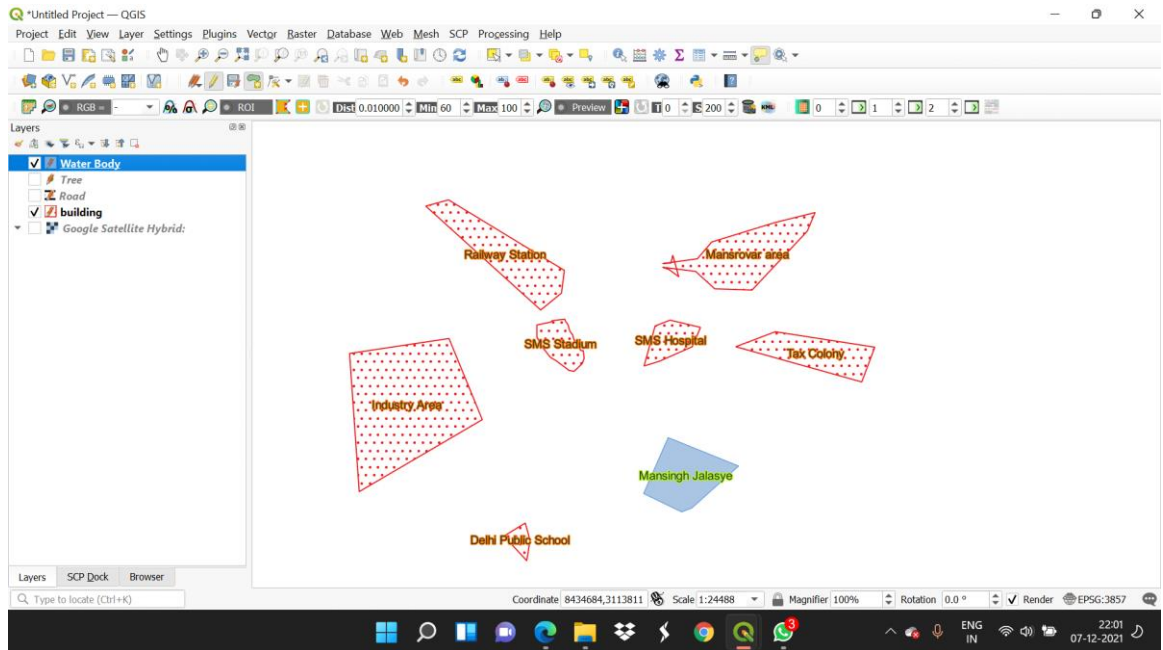 *Untitled Project — QGIS
Project Edit View Layer Settings Plugins Vector Raster Database Web Mesh SCP Processing Help
RGB = - ROI Dist 0.010000 Min 60 Max 100 Preview T 0 S 200 KML 0 1 2
Layers
Water Body
Tree
Road
building
Google Satellite Hybrid:
Railway Station
Mansrovar area
SMS Stadium
SMS Hospital
Tax Colony
Industry Area
Mansingh Jalasye
Delhi Public School
Layers SCP Dock Browser
Type to locate (Ctrl+K) Coordinate 8434684,3113811 Scale 1:24488 Magnifier 100% Rotation 0.0 ° Render EPSG:3857
3
ENG
IN
22:01
07-12-2021